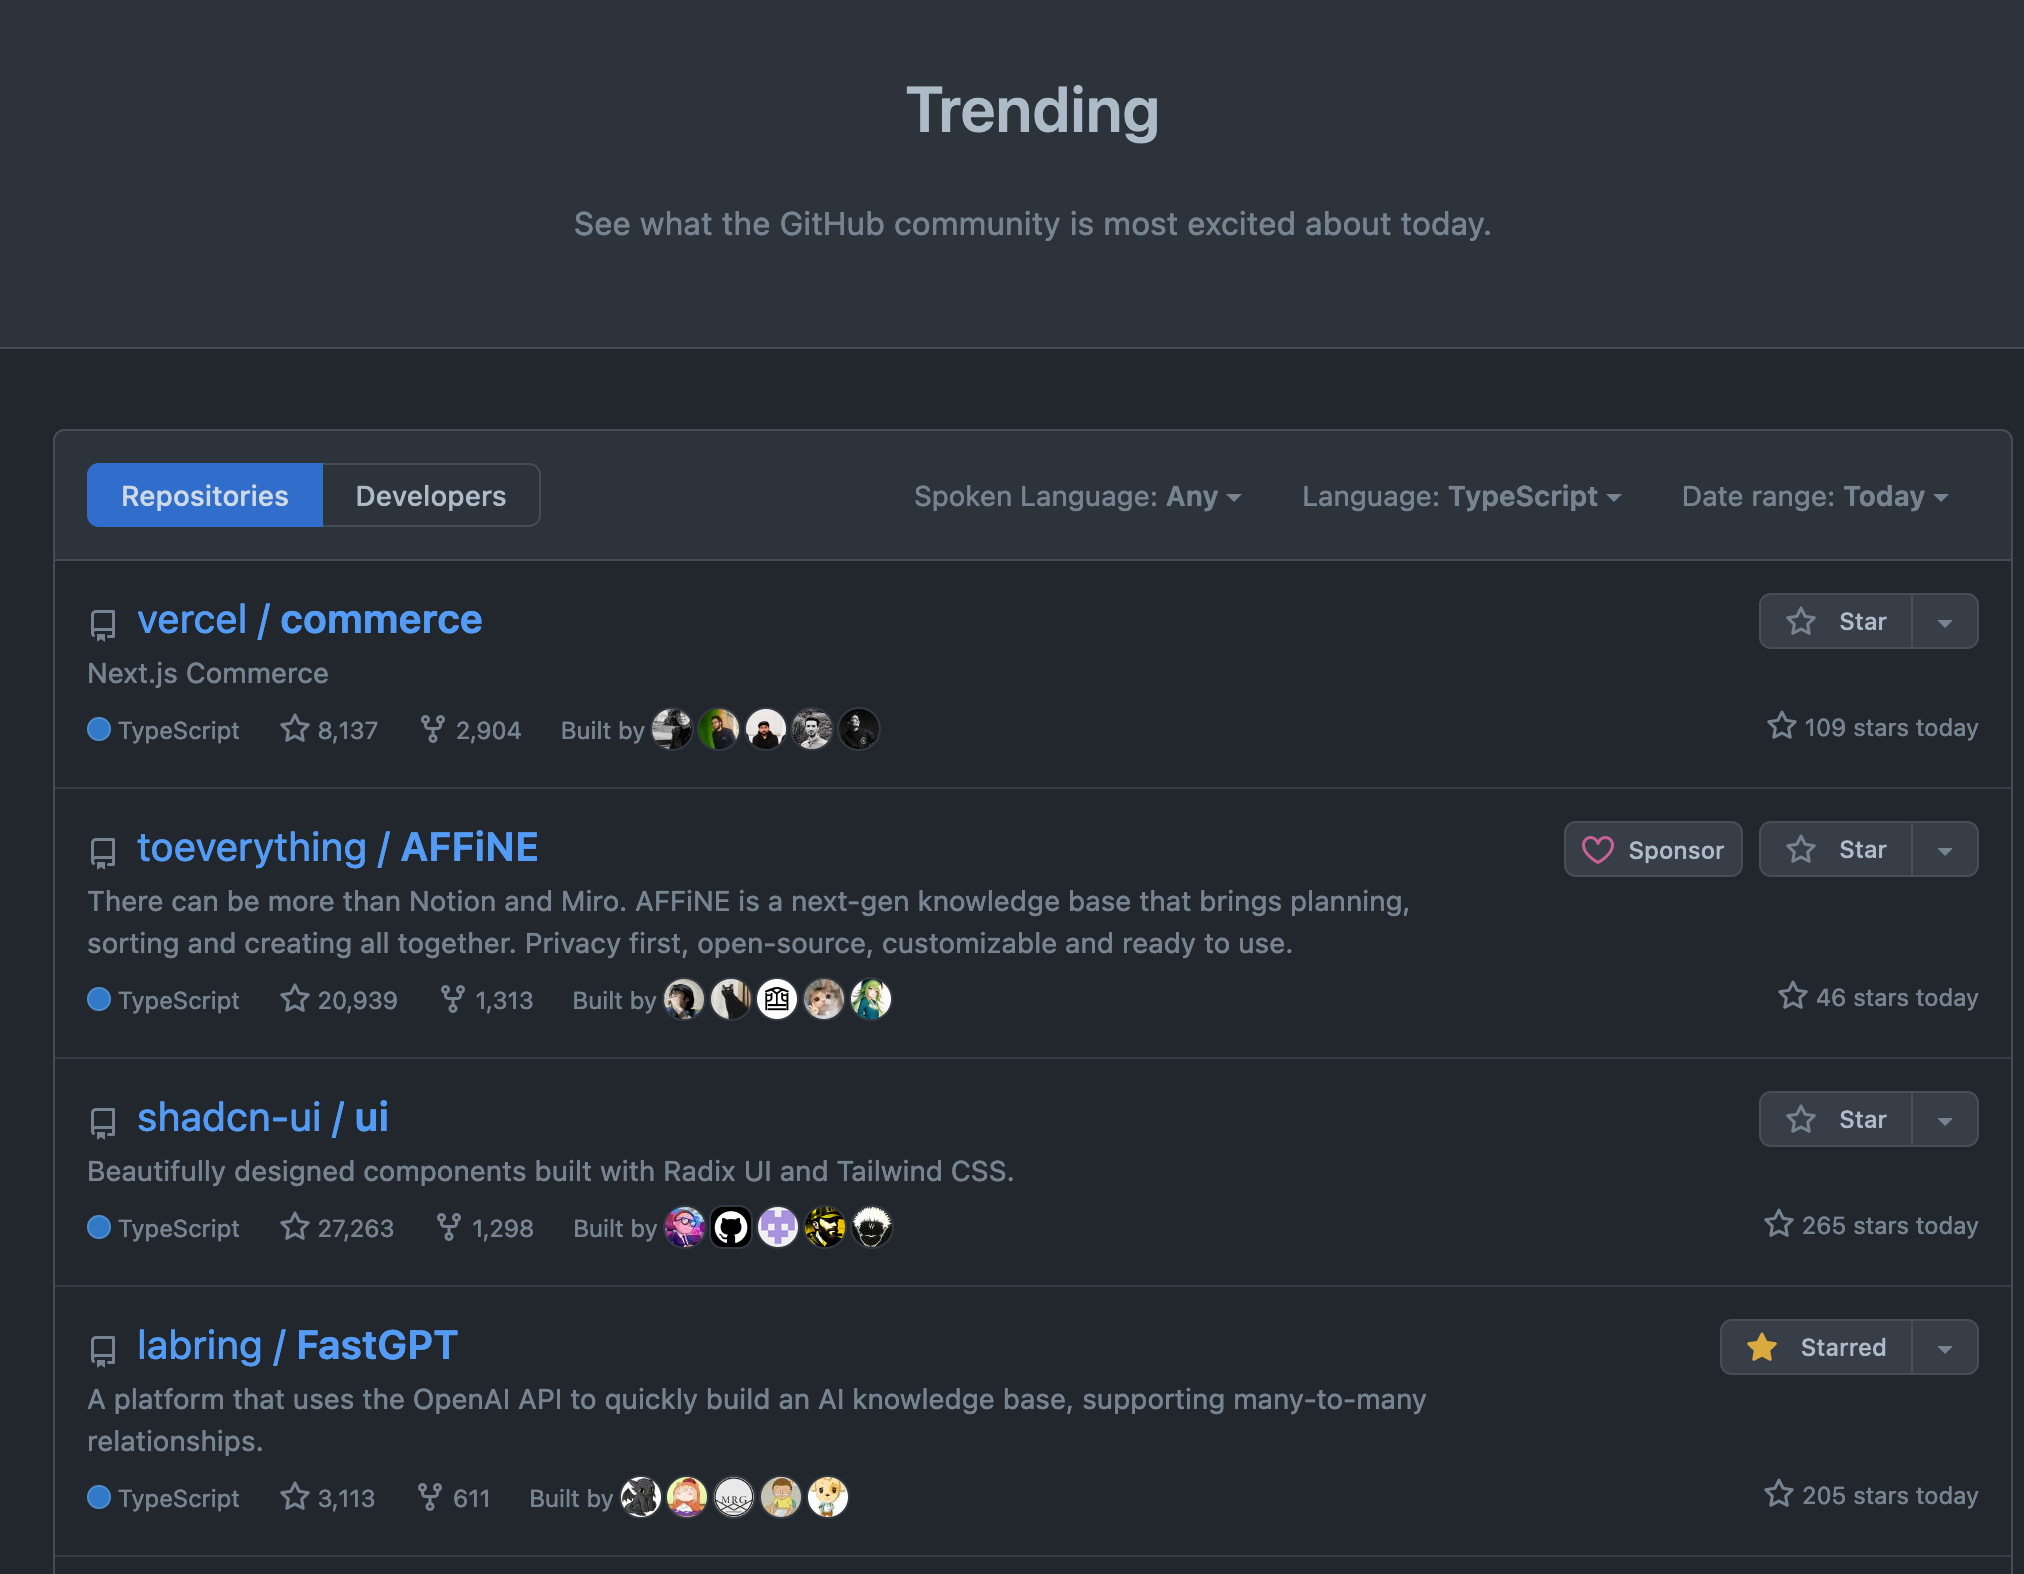 Trending
See what the GitHub community is most excited about today.
Repositories Developers Spoken Language: Any Language: TypeScript Date range: Today
vercel / commerce Star
Next.js Commerce
TypeScript 8,137 2,904 Built by 109 stars today
toeverything / AFFiNE Sponsor Star
There can be more than Notion and Miro. AFFiNE is a next-gen knowledge base that brings planning,
sorting and creating all together. Privacy first, open-source, customizable and ready to use.
TypeScript 20,939 1,313 Built by 46 stars today
shadcn-ui / ui Star
Beautifully designed components built with Radix UI and Tailwind CSS.
TypeScript 27,263 1,298 Built by 265 stars today
labring / FastGPT Starred
A platform that uses the OpenAI API to quickly build an AI knowledge base, supporting many-to-many
relationships.
TypeScript 3,113 611 Built by MRG 205 stars today